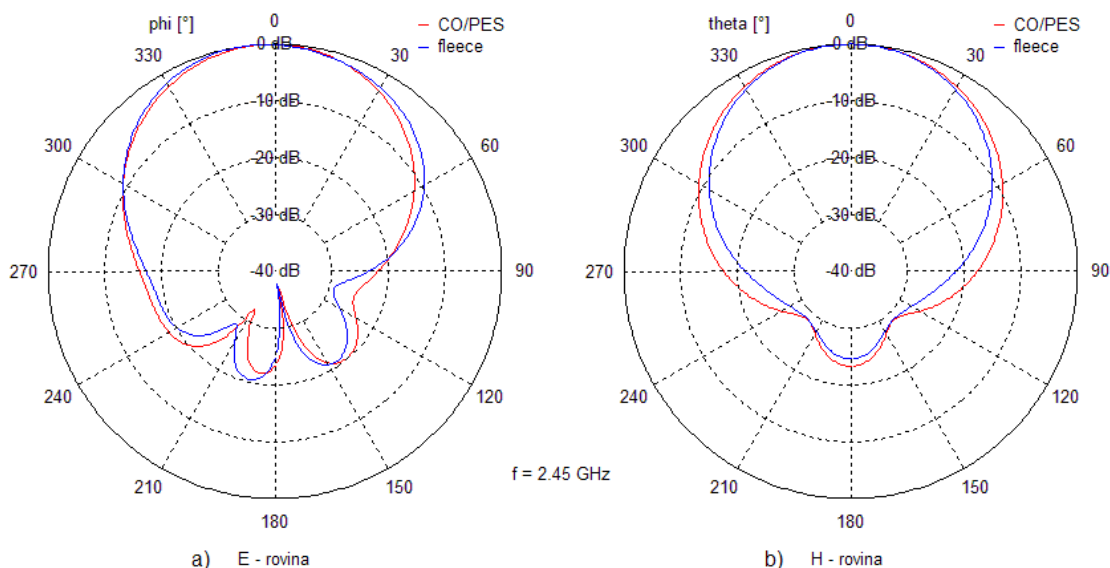 phi [°]
0
CO/PES
fleece
0 dB
330
30
-10 dB
300
60
-20 dB
-30 dB
270
-40 dB
90
240
120
210
150
180
a) E - rovina
f = 2.45 GHz
theta [°]
0
CO/PES
fleece
0 dB
330
30
-10 dB
300
60
-20 dB
-30 dB
270
-40 dB
90
240
120
210
150
180
b) H - rovina